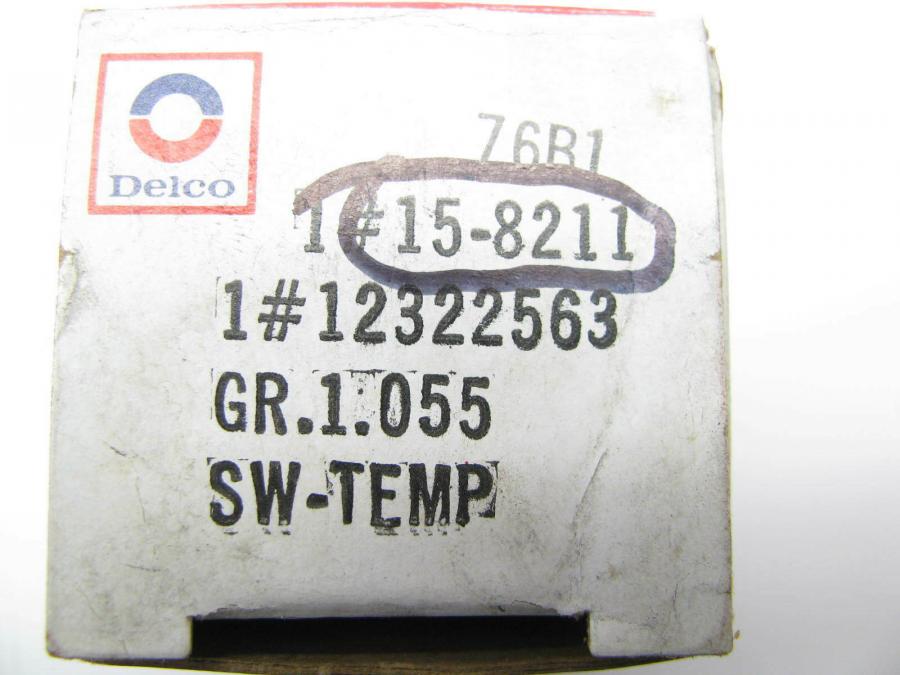 Delco
76B1
1#15-8211
1#12322563
GR.1.055
SW-TEMP